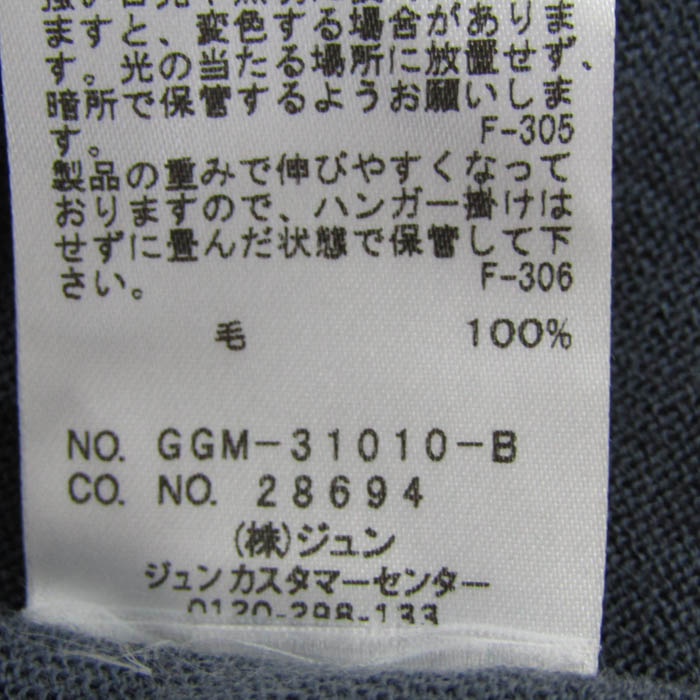 ます と、変色する場合があります
す。光の当たる場所に放置せず、
暗所で保管するようお願いしま
す。
F-305
製品の重みで伸びやすくなって
おりますので、ハンガー掛けは
せずに畳んだ状態で保管して下
さい。
F-306
毛 100%
NO. GGM-31010-B
CO. NO. 28694
(株)ジュン
ジュンカスタマーセンター
0120-298-133